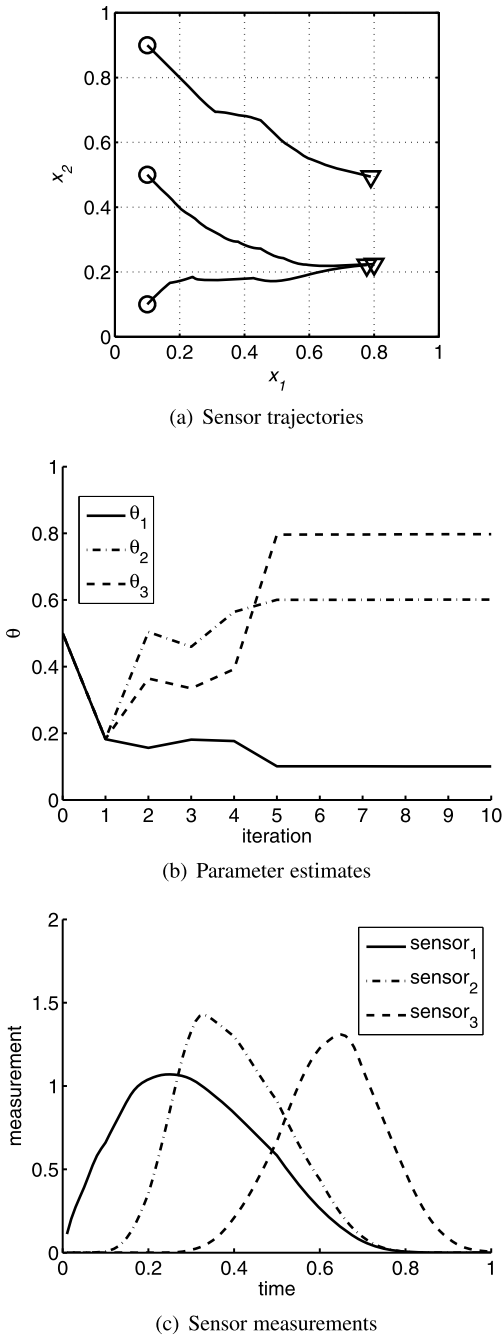 1
0.8
0.6
0.4
0.2
0
x2
0 0.2 0.4 0.6 0.8 1
x1
(a) Sensor trajectories
1
0.8
0.6
0.4
0.2
0
θ
θ1
θ2
θ3
0 1 2 3 4 5 6 7 8 9 10
iteration
(b) Parameter estimates
2
1.5
1
0.5
0
measurement
sensor1
sensor2
sensor3
0 0.2 0.4 0.6 0.8 1
time
(c) Sensor measurements